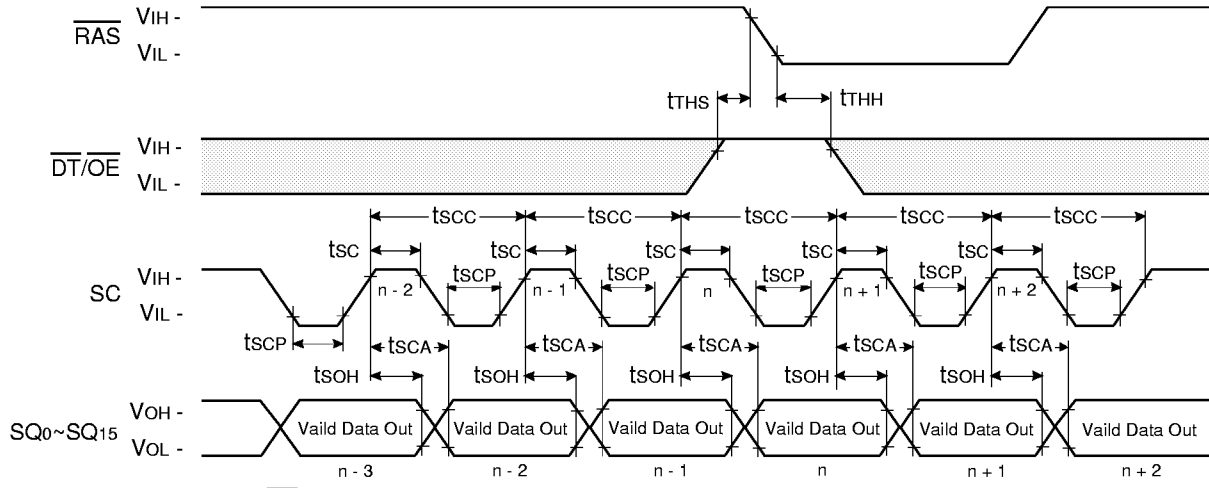 VIH -
RAS
VIL -
tTHS
tTHH
VIH -
DT/OE
VIL -
tSCC tSCC tSCC tSCC tSCC
tSC tSC tSC tSC tSC
VIH -
tSCP tSCP tSCP tSCP tSCP
SC
n - 2 n - 1 n n + 1 n + 2
VIL -
tSCP
tSCA tSCA tSCA tSCA tSCA
tSOH tSOH tSOH tSOH tSOH
VOH -
SQ0~SQ15
Vaild Data Out Vaild Data Out Vaild Data Out Vaild Data Out Vaild Data Out Vaild Data Out
VOL -
n - 3 n - 2 n - 1 n n + 1 n + 2